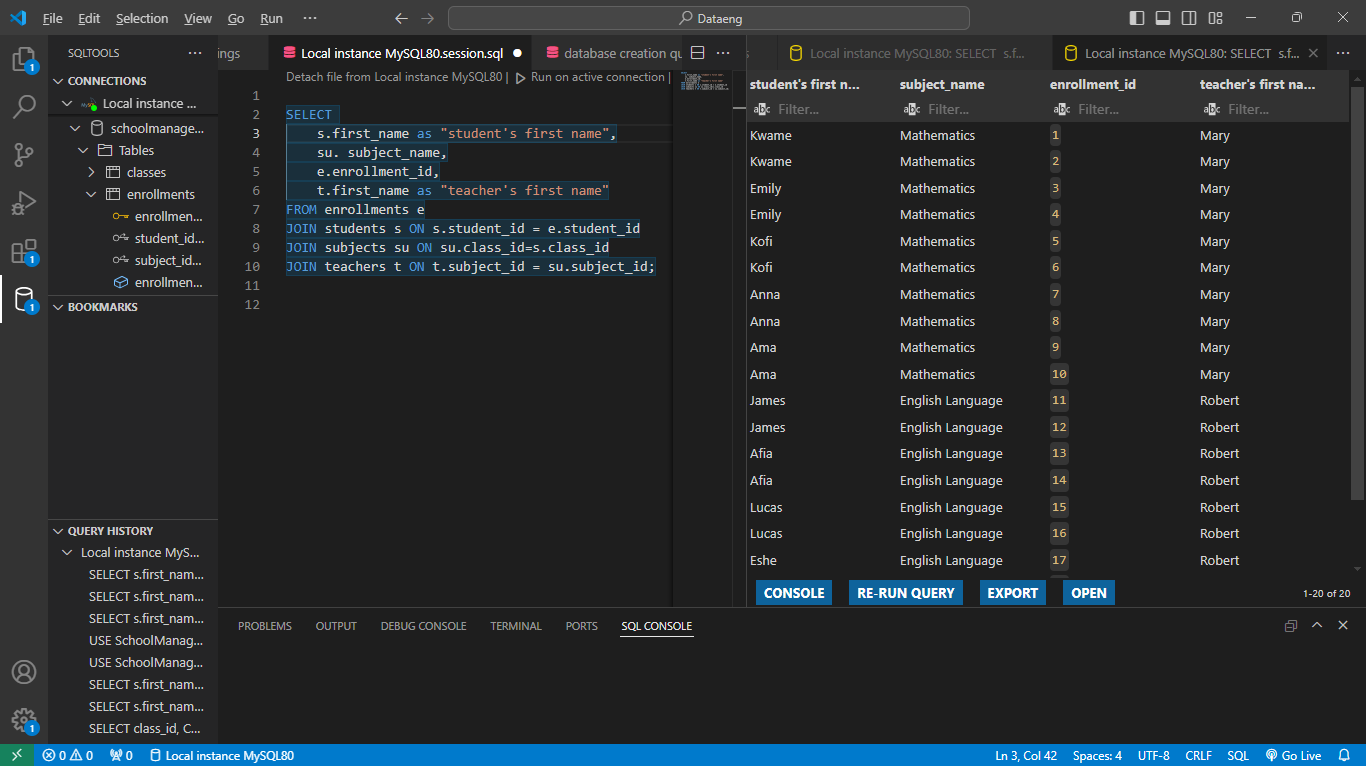 File Edit Selection View Go Run ···
Dataeng
SQLTOOLS ···
CONNECTIONS
Local instance ...
schoolmanage...
Tables
classes
enrollments
enrollmen...
student_id...
subject_id...
enrollmen...
BOOKMARKS
QUERY HISTORY
Local instance MyS...
SELECT s.first_nam...
SELECT s.first_nam...
SELECT s.first_nam...
USE SchoolManag...
USE SchoolManag...
SELECT s.first_nam...
SELECT s.first_nam...
SELECT class_id, C...
1
1
1
1
ings
Local instance MySQL80.session.sql
database creation qu
Detach file from Local instance MySQL80 | Run on active connection |
1
2 SELECT
3 s.first_name as "student's first name",
4 su. subject_name,
5 e.enrollment_id,
6 t.first_name as "teacher's first name"
7 FROM enrollments e
8 JOIN students s ON s.student_id = e.student_id
9 JOIN subjects su ON su.class_id=s.class_id
10 JOIN teachers t ON t.subject_id = su.subject_id;
11
12
s
Local instance MySQL80: SELECT s.f...
Local instance MySQL80: SELECT s.f...
student's first n... subject_name enrollment_id teacher's first na...
Filter... Filter... Filter... Filter...
Kwame Mathematics 1 Mary
Kwame Mathematics 2 Mary
Emily Mathematics 3 Mary
Emily Mathematics 4 Mary
Kofi Mathematics 5 Mary
Kofi Mathematics 6 Mary
Anna Mathematics 7 Mary
Anna Mathematics 8 Mary
Ama Mathematics 9 Mary
Ama Mathematics 10 Mary
James English Language 11 Robert
James English Language 12 Robert
Afia English Language 13 Robert
Afia English Language 14 Robert
Lucas English Language 15 Robert
Lucas English Language 16 Robert
Eshe English Language 17 Robert
CONSOLE RE-RUN QUERY EXPORT OPEN 1-20 of 20
PROBLEMS OUTPUT DEBUG CONSOLE TERMINAL PORTS SQL CONSOLE
0 0 0 Local instance MySQL80 Ln 3, Col 42 Spaces: 4 UTF-8 CRLF SQL Go Live